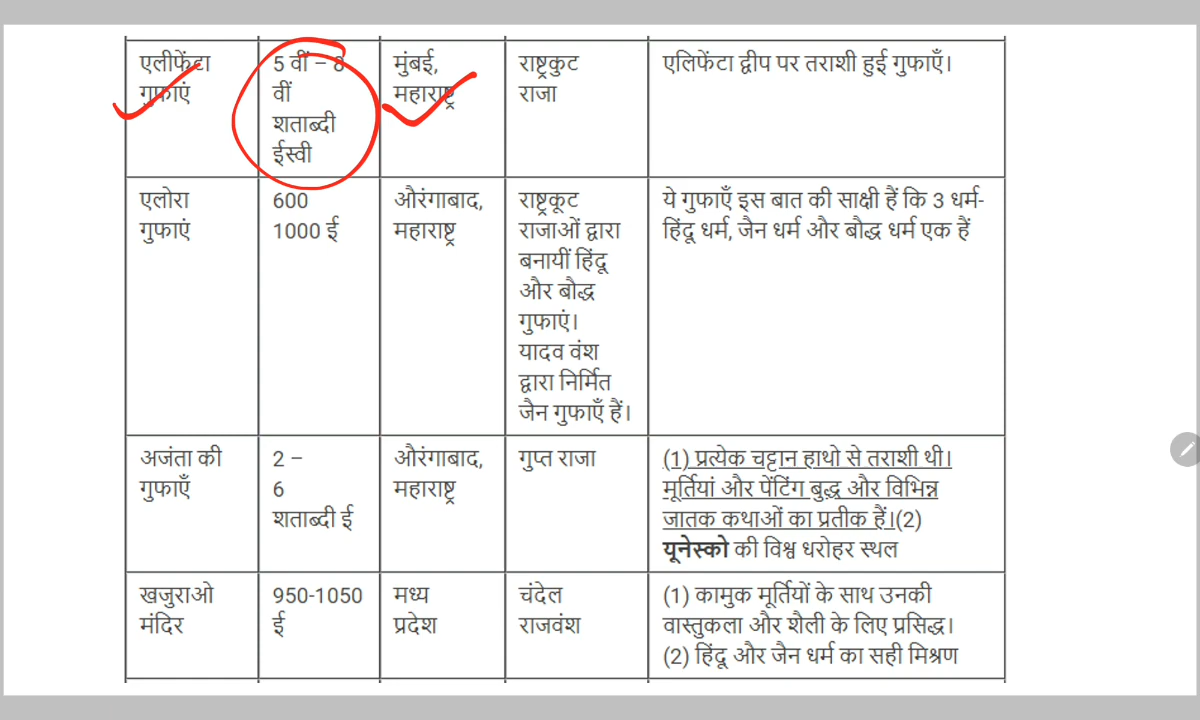 एलीफेंटा
गुफाएं
5 वीं – 8
वीं
शताब्दी
ईस्वी
मुंबई,
महाराष्ट्र
राष्ट्रकुट
राजा
एलिफेंटा द्वीप पर तराशी हुई गुफाएँ।
एलोरा
गुफाएं
600
1000 ई
औरंगाबाद,
महाराष्ट्र
राष्ट्रकूट
राजाओं द्वारा
बनायीं हिंदू
और बौद्ध
गुफाएं।
यादव वंश
द्वारा निर्मित
जैन गुफाएँ हैं।
ये गुफाएँ इस बात की साक्षी हैं कि 3 धर्म-
हिंदू धर्म, जैन धर्म और बौद्ध धर्म एक हैं
अजंता की
गुफाएँ
2 –
6
शताब्दी ई
औरंगाबाद,
महाराष्ट्र
गुप्त राजा
(1) प्रत्येक चट्टान हाथो से तराशी थी।
मूर्तियां और पेंटिंग बुद्ध और विभिन्न
जातक कथाओं का प्रतीक हैं।(2)
यूनेस्को की विश्व धरोहर स्थल
खजुराओ
मंदिर
950-1050
ई
मध्य
प्रदेश
चंदेल
राजवंश
(1) कामुक मूर्तियों के साथ उनकी
वास्तुकला और शैली के लिए प्रसिद्ध।
(2) हिंदू और जैन धर्म का सही मिश्रण